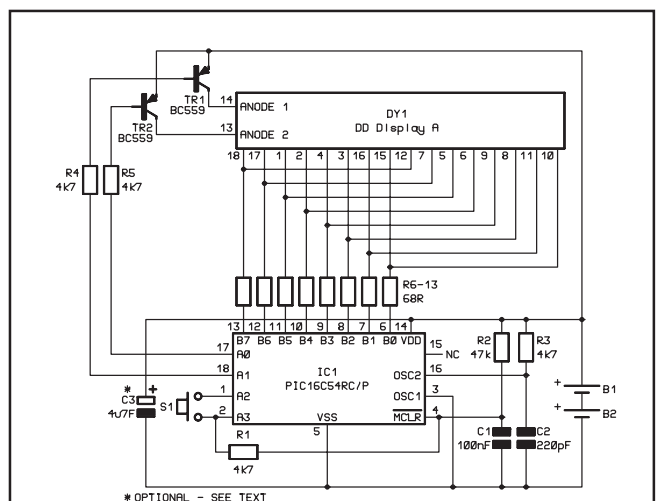 TR1
BC559
TR2
BC559
14
ANODE 1
13
ANODE 2
DY1
DD Display A
18 17 1 2 4 3 16 15 12 7 5 6 9 8 11 10
R4
4k7
R5
4k7
R6-13
68R
13 12 11 10 9 8 7 6 14
B7 B6 B5 B4 B3 B2 B1 B0 VDD
17 A0
18 A1
1 A2
2 A3
IC1
PIC16C54RC/P
15 NC
OSC2 16
OSC1 3
MCLR 4
VSS
5
R2
47k
R3
4K7
*
+
C3
4u7F
S1
R1
4K7
C1
100nF
C2
220pF
+
B1
+
B2
* OPTIONAL - SEE TEXT